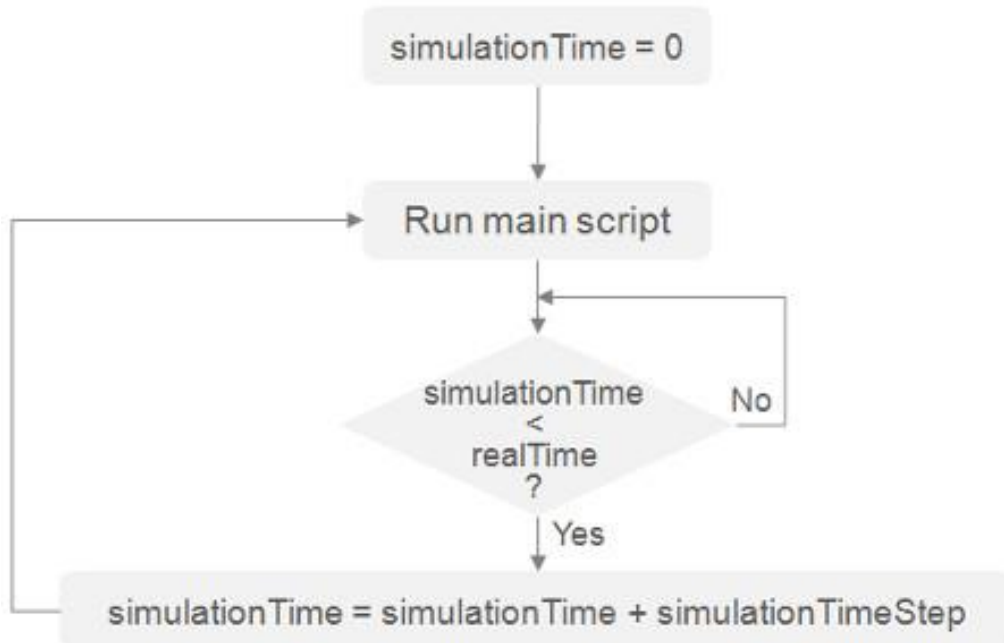 simulationTime = 0
Run main script
simulationTime
<
realTime
?
No
Yes
simulationTime = simulationTime + simulationTimeStep